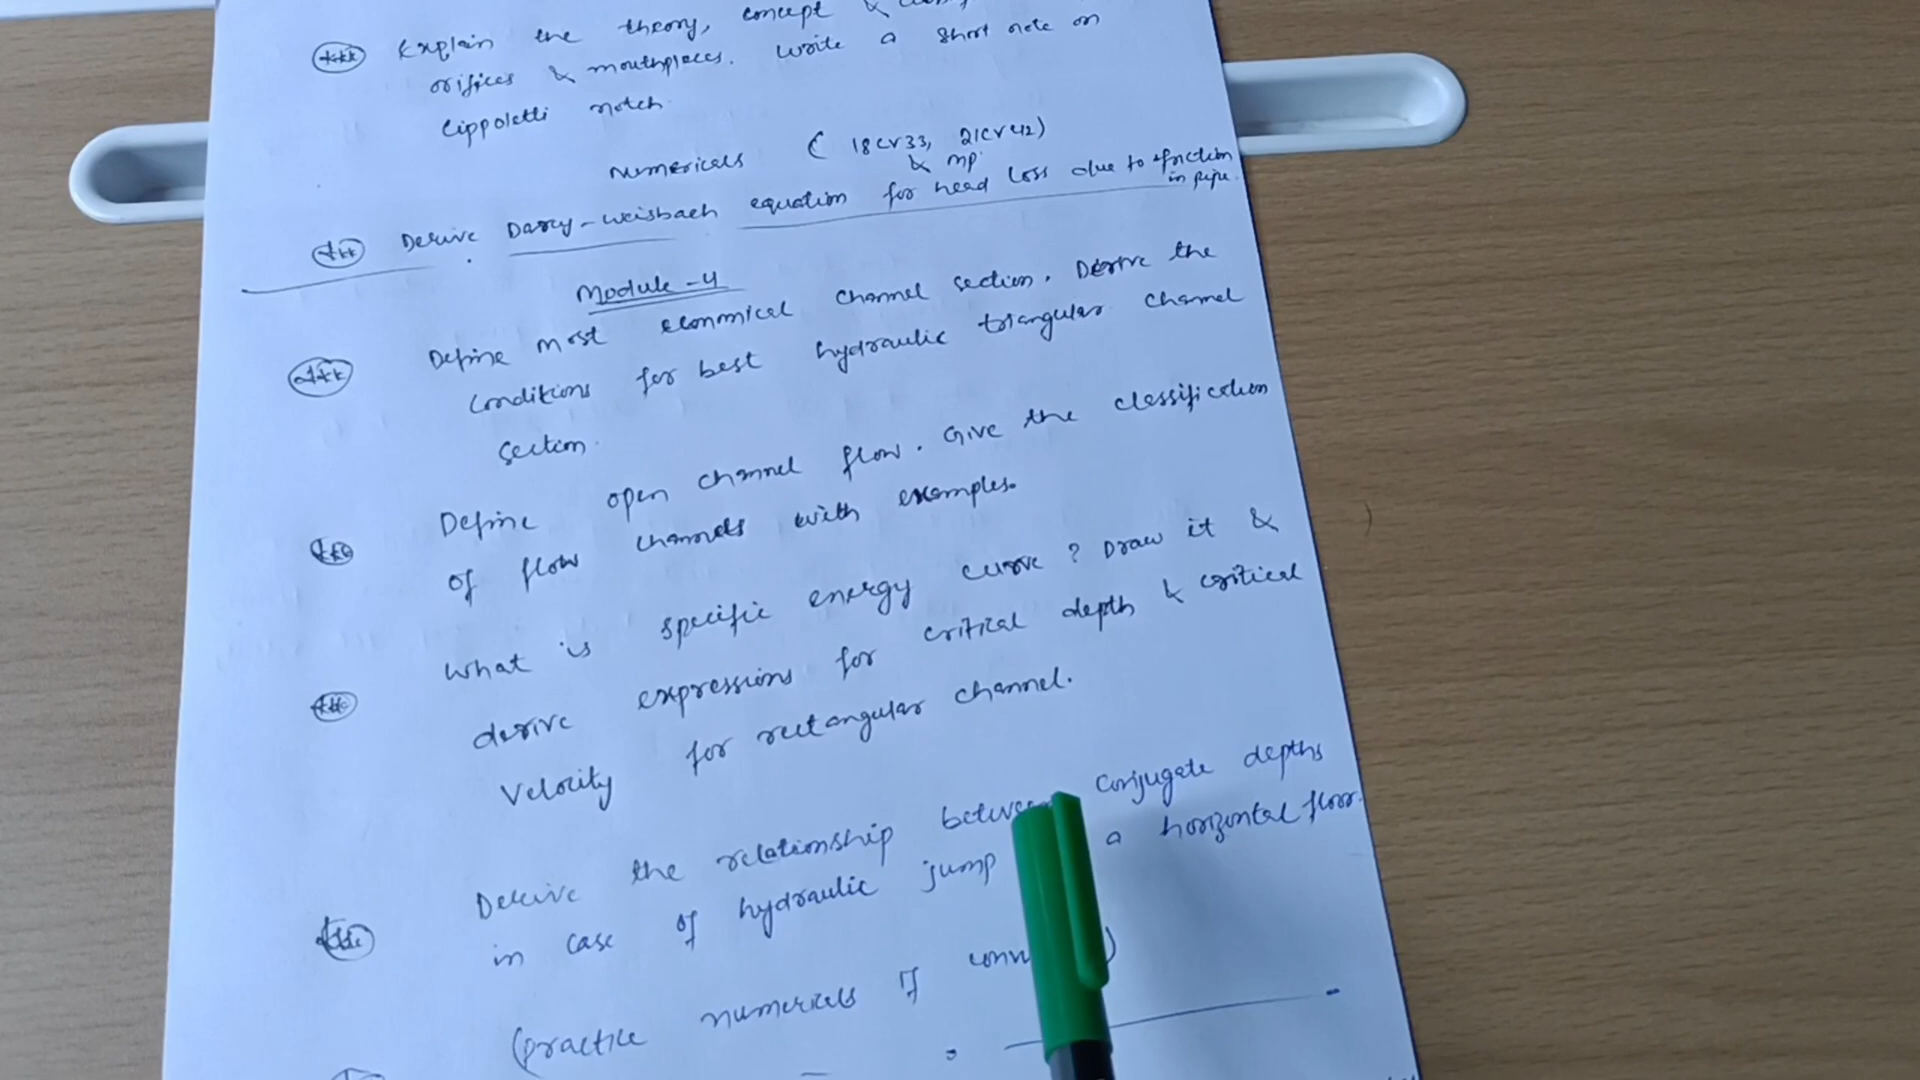 *** Explain the theory, concept &
orifices & mouthpieces. Write a short note on
Cippoletti notch.
Numericals ( 18CV33, 21CV42)
& mp.
*** Derive Darcy-Weisbach equation for head loss due to friction
in pipe.
Module-4
*** Define most economical channel section. Derive the
conditions for best hydraulic triangular channel
section.
*** Define open channel flow. Give the classification
of flow channels with examples.
*** What is specific energy curve? Draw it &
derive expressions for critical depth & critical
velocity for rectangular channel.
*** Derive the relationship between conjugate depths
in case of hydraulic jump a horizontal floor.
(practice numericals if )